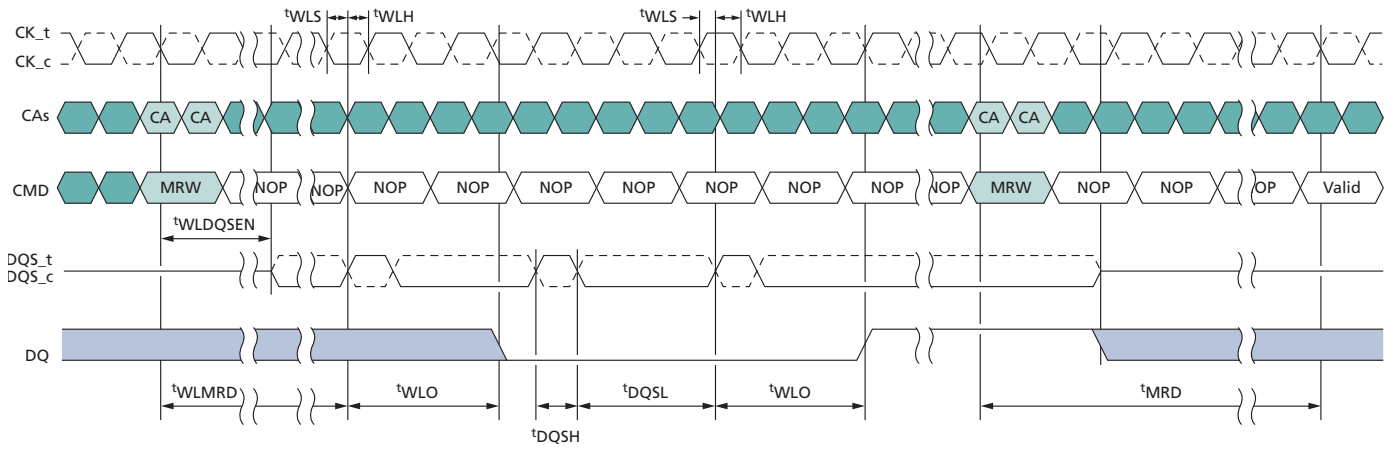 tWLS tWLH tWLS tWLH
CK_t
CK_c
CAs CA CA CA CA
CMD MRW NOP NOP NOP NOP NOP NOP NOP NOP NOP NOP MRW NOP NOP OP Valid
tWLDQSEN
DQS_t
DQS_c
DQ
tWLMRD tWLO tDQSL tWLO tMRD
tDQSH